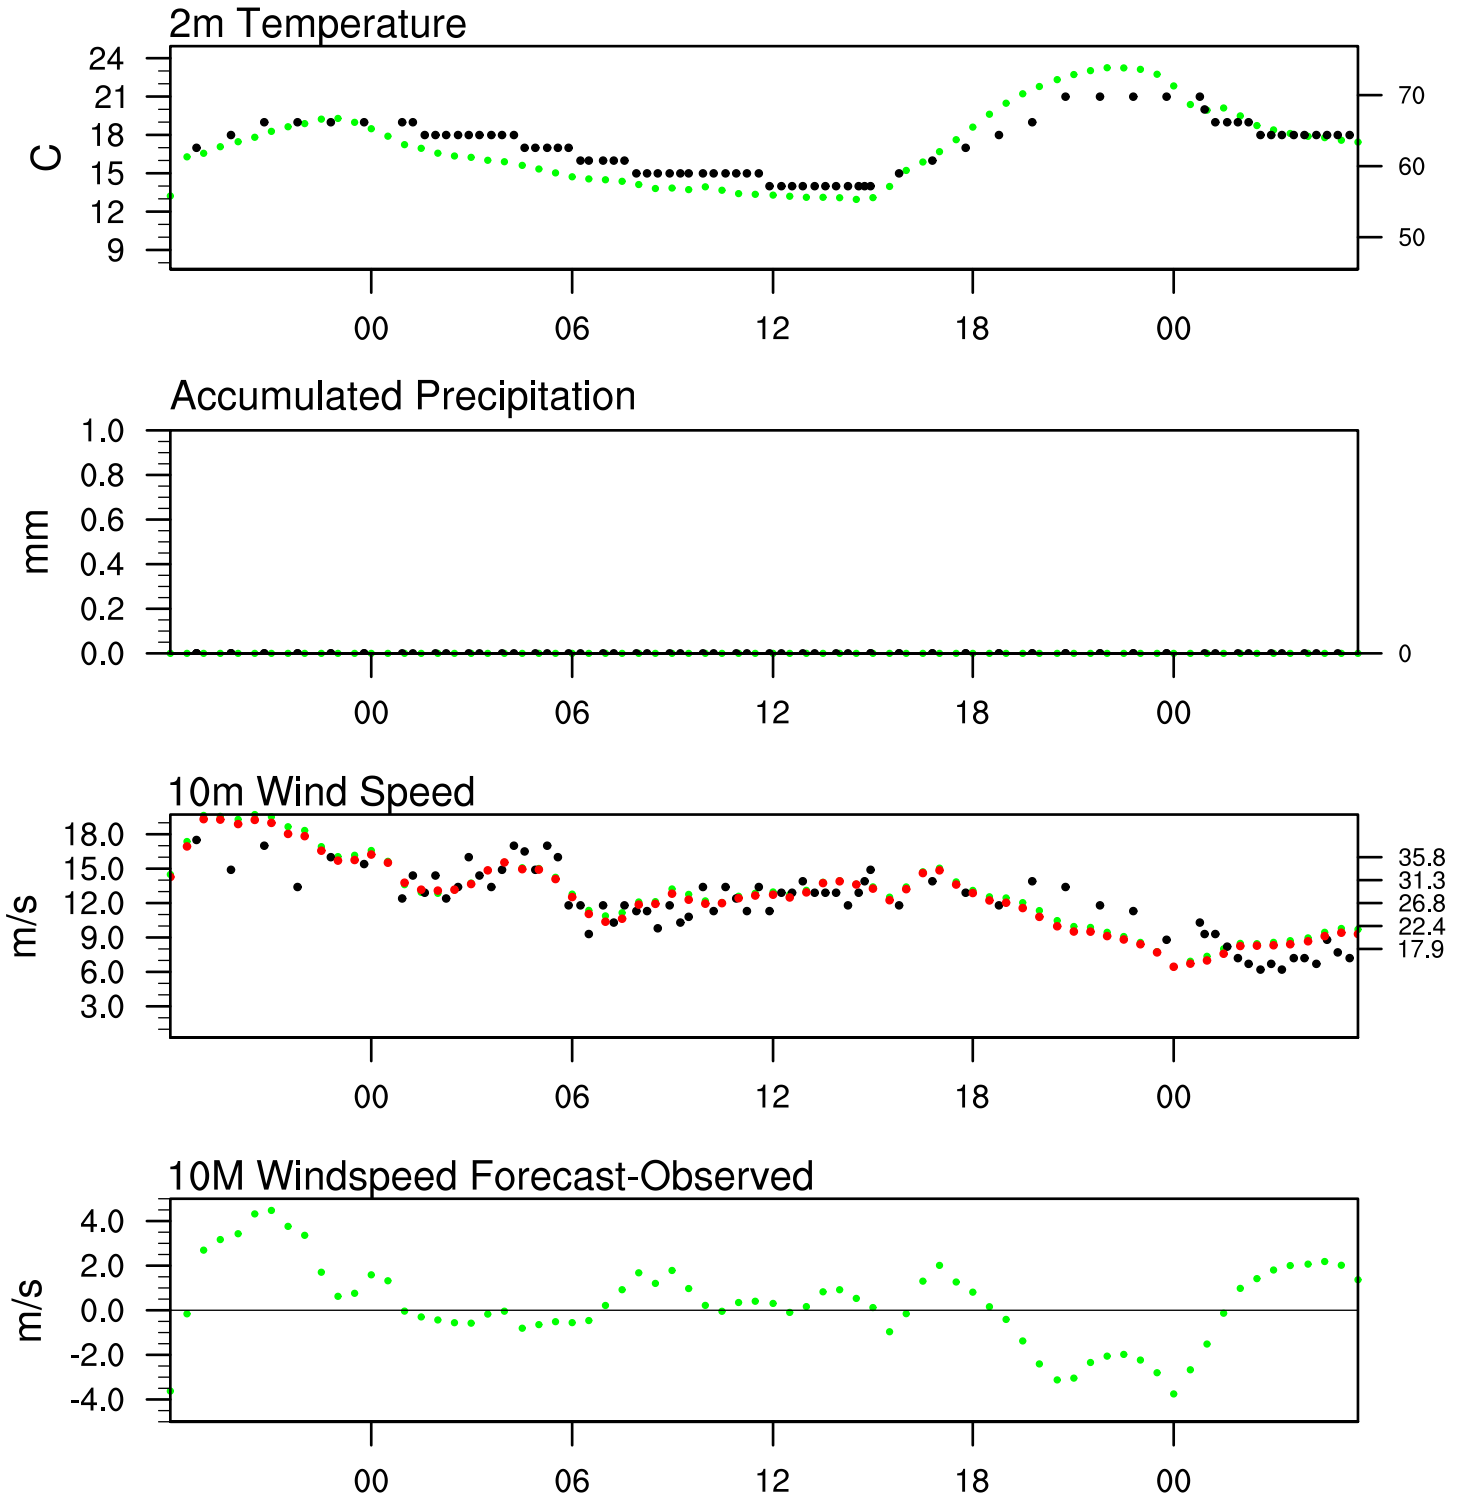 2m Temperature
24
21
18
15
12
9
C
70
60
50
00 06 12 18 00
Accumulated Precipitation
1.0
0.8
0.6
0.4
0.2
0.0
mm
0
00 06 12 18 00
10m Wind Speed
18.0
15.0
12.0
9.0
6.0
3.0
m/s
35.8
31.3
26.8
22.4
17.9
00 06 12 18 00
10M Windspeed Forecast-Observed
4.0
2.0
0.0
-2.0
-4.0
m/s
00 06 12 18 00